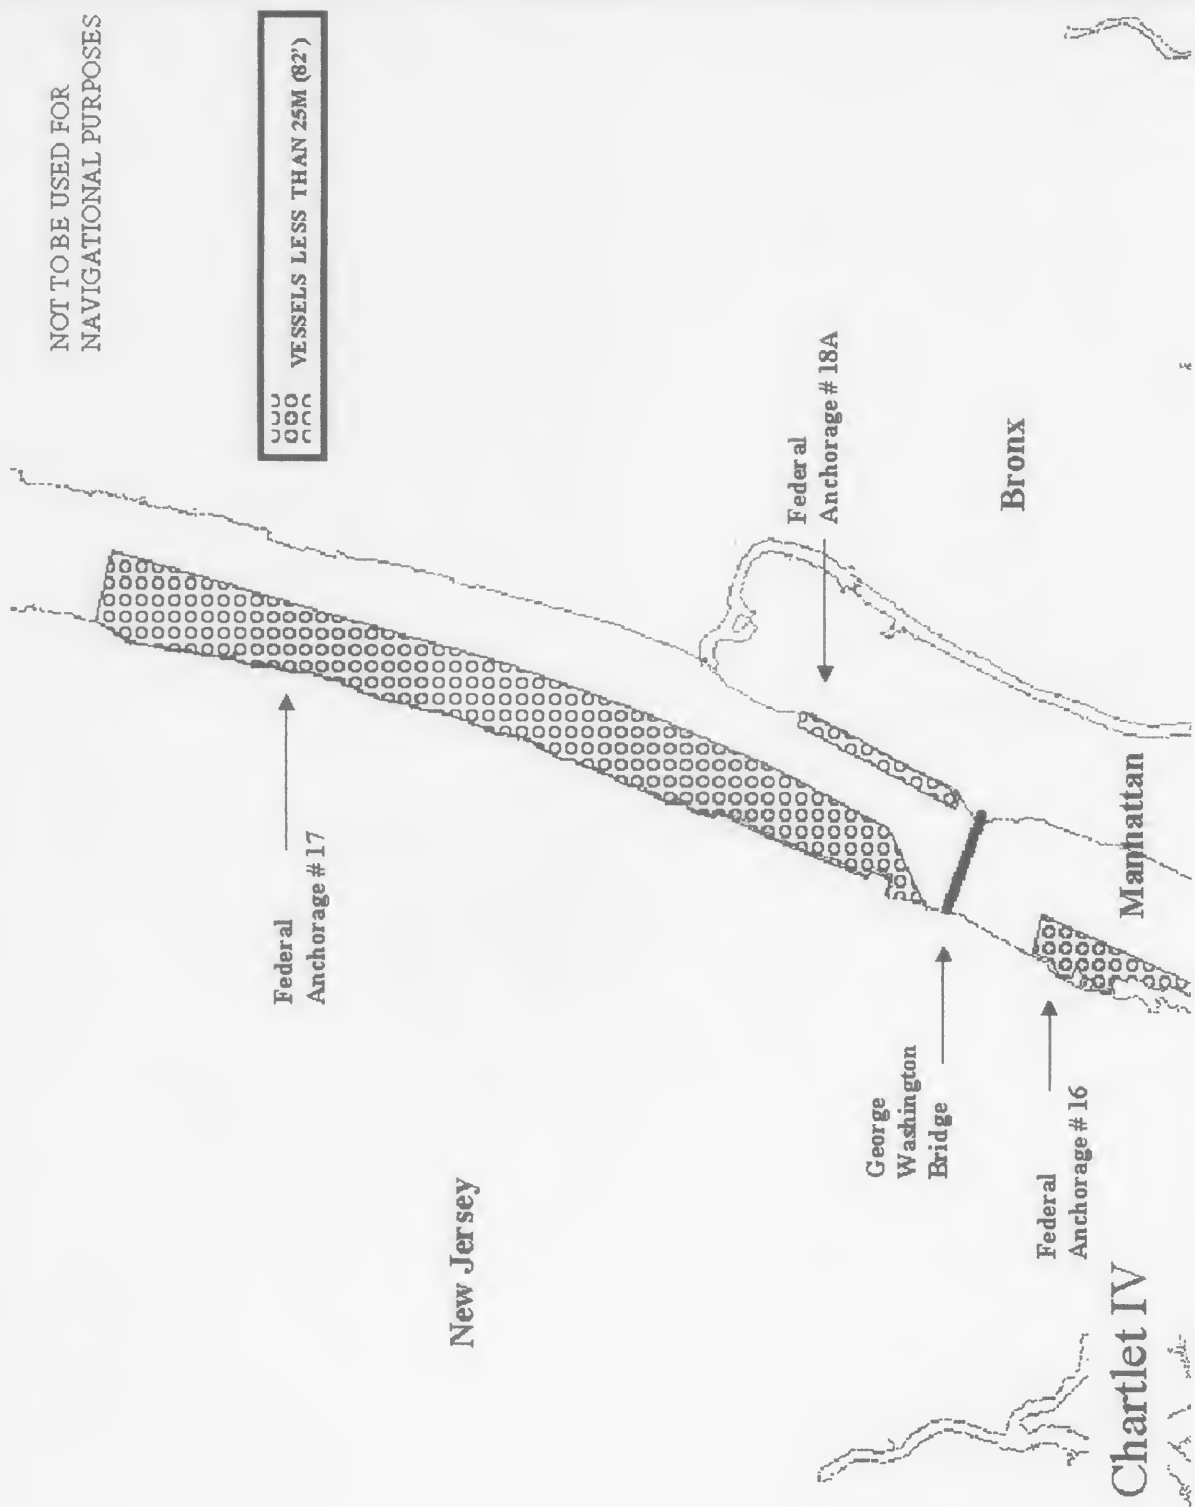 NOT TO BE USED FOR
NAVIGATIONAL PURPOSES
VESSELS LESS THAN 25M (82')
Federal
Anchorage # 17
Federal
Anchorage # 18A
Bronx
New Jersey
George
Washington
Bridge
Manhattan
Federal
Anchorage # 16
Chartlet IV